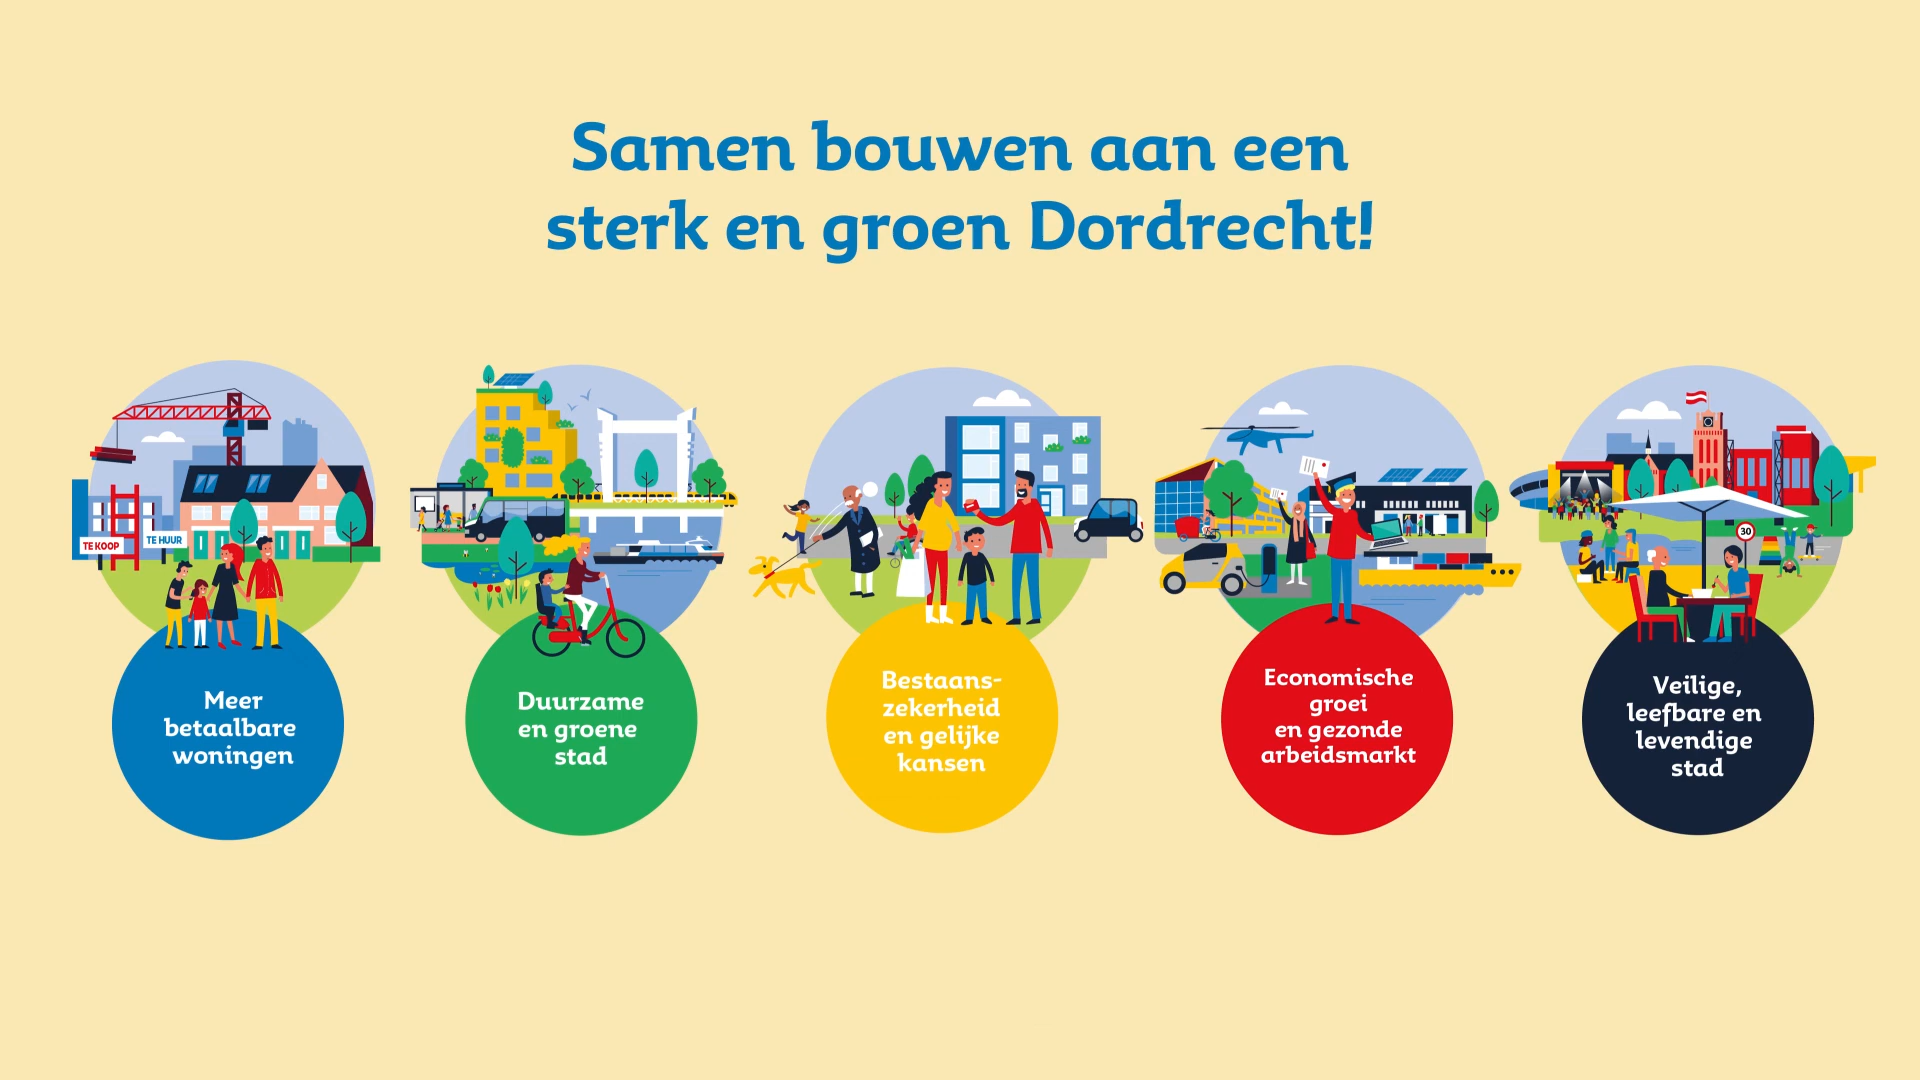 Samen bouwen aan een
sterk en groen Dordrecht!
TE KOOP
TE HUUR
30
Meer
betaalbare
woningen
Duurzame
en groene
stad
Bestaans-
zekerheid
en gelijke
kansen
Economische
groei
en gezonde
arbeidsmarkt
Veilige,
leefbare en
levendige
stad